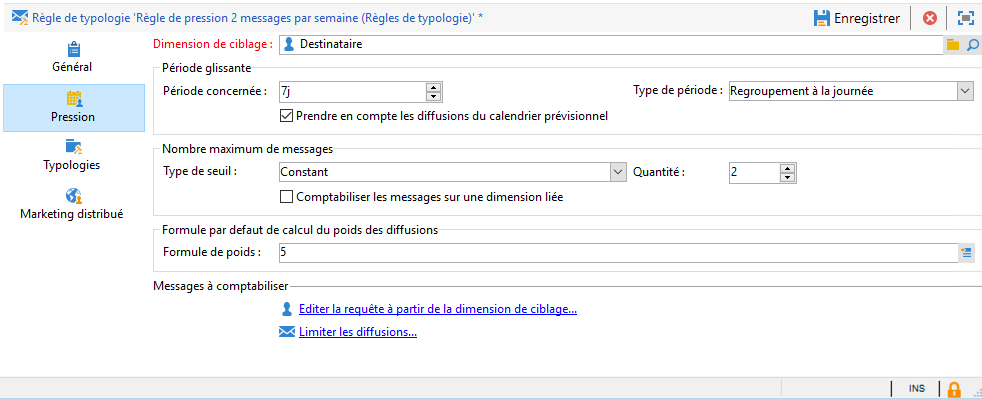 Règle de typologie 'Règle de pression 2 messages par semaine (Règles de typologie)' *
Enregistrer
Général
Pression
Typologies
Marketing distribué
Dimension de ciblage :
Destinataire
Période glissante
Période concernée :
7j
Type de période :
Regroupement à la journée
Prendre en compte les diffusions du calendrier prévisionnel
Nombre maximum de messages
Type de seuil :
Constant
Quantité :
2
Comptabiliser les messages sur une dimension liée
Formule par defaut de calcul du poids des diffusions
Formule de poids :
5
Messages à comptabiliser
Editer la requête à partir de la dimension de ciblage...
Limiter les diffusions...
INS